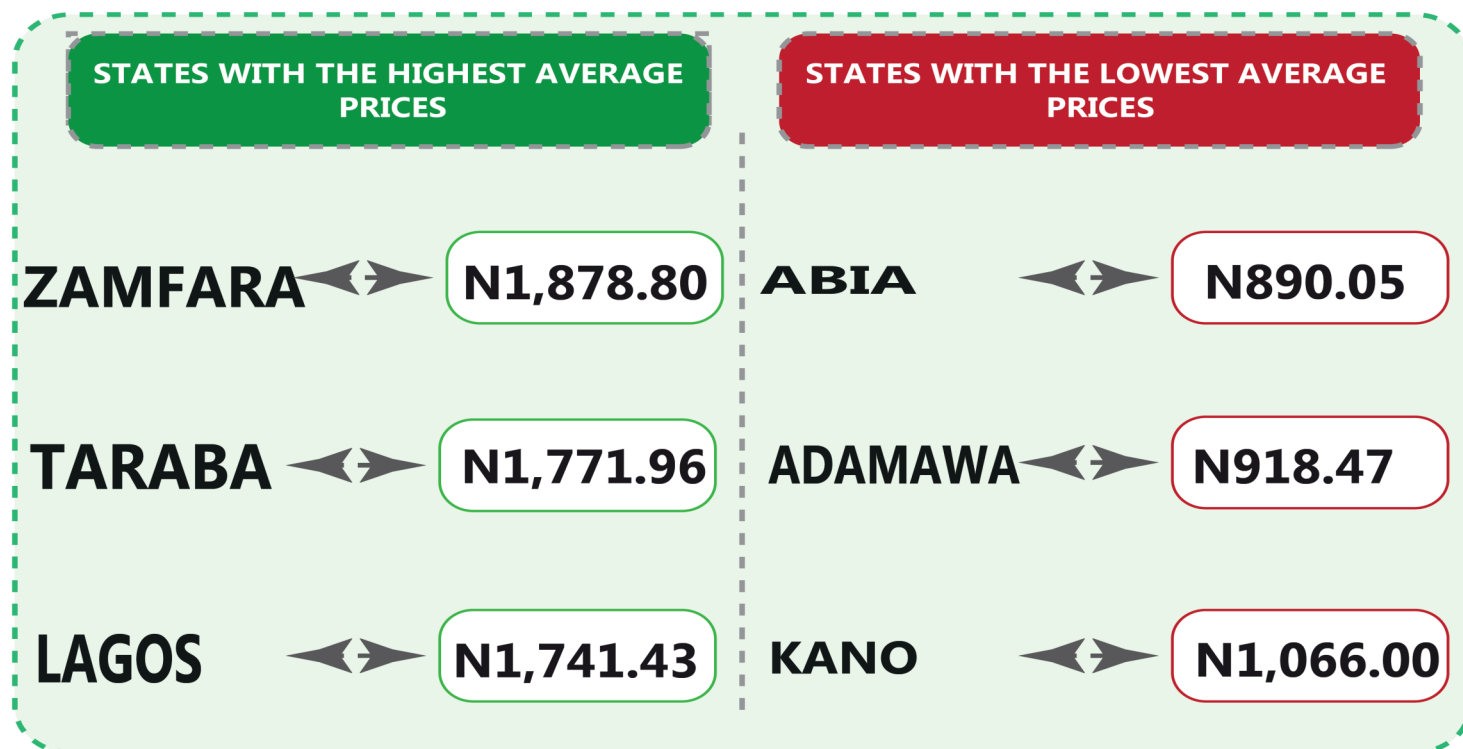 STATES WITH THE HIGHEST AVERAGE
PRICES
ZAMFARA N1,878.80
TARABA N1,771.96
LAGOS N1,741.43
STATES WITH THE LOWEST AVERAGE
PRICES
ABIA N890.05
ADAMAWA N918.47
KANO N1,066.00